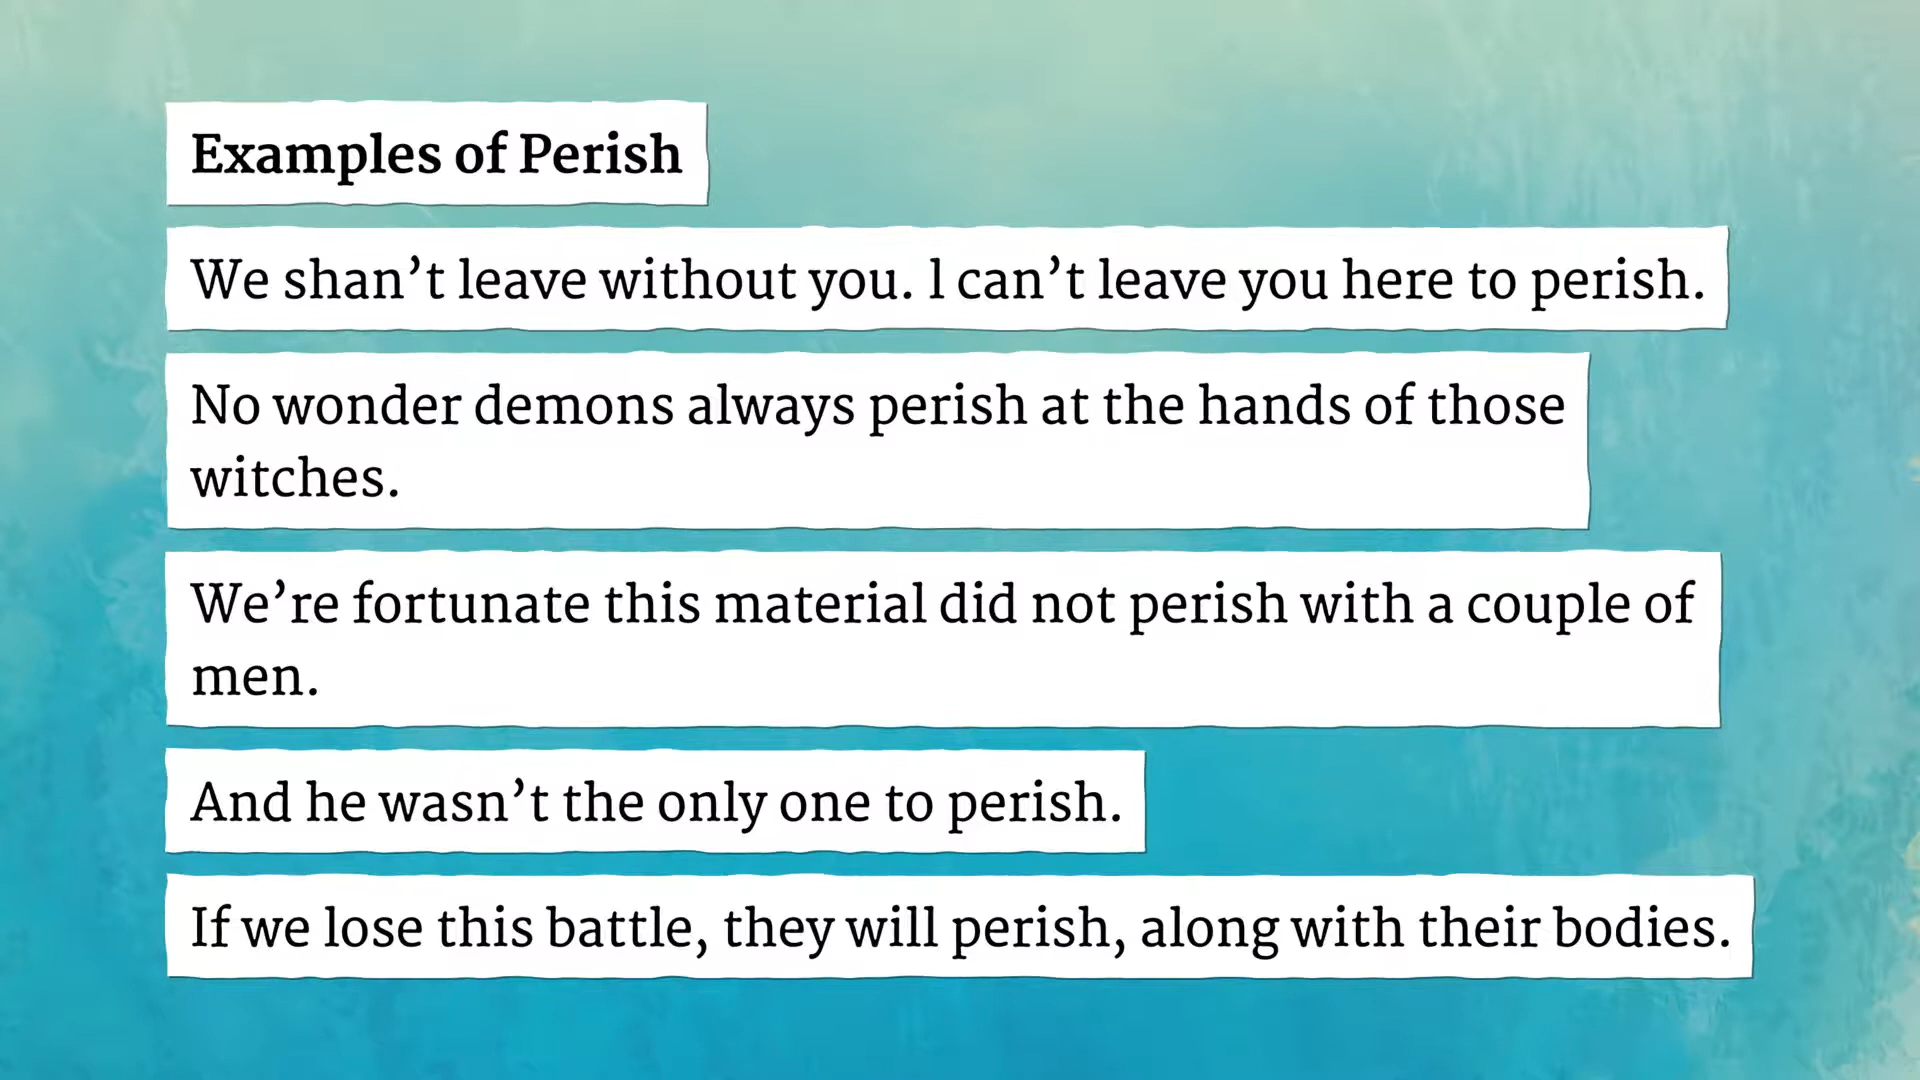 Examples of Perish
We shan’t leave without you. l can’t leave you here to perish.
No wonder demons always perish at the hands of those
witches.
We’re fortunate this material did not perish with a couple of
men.
And he wasn’t the only one to perish.
If we lose this battle, they will perish, along with their bodies.